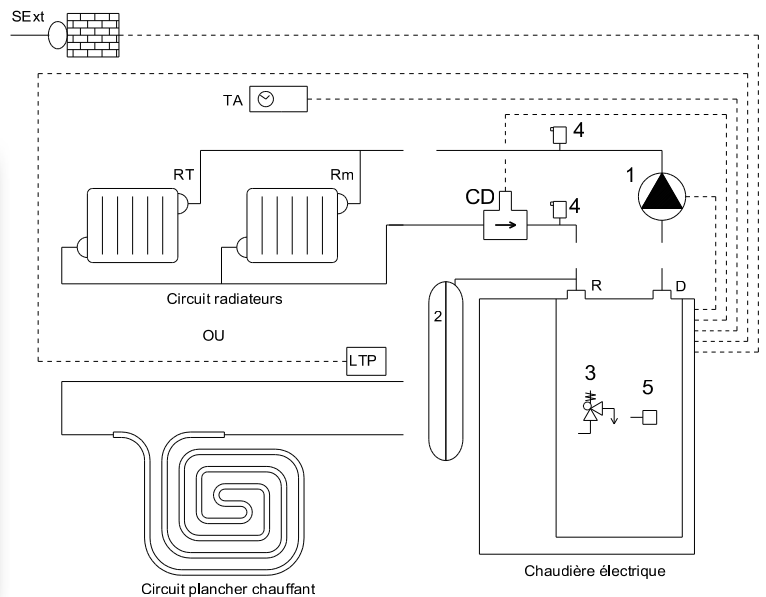 SExt
TA
4
RT
Rm
1
CD
4
Circuit radiateurs
R
D
2
OU
LTP
3
5
Circuit plancher chauffant
Chaudière électrique